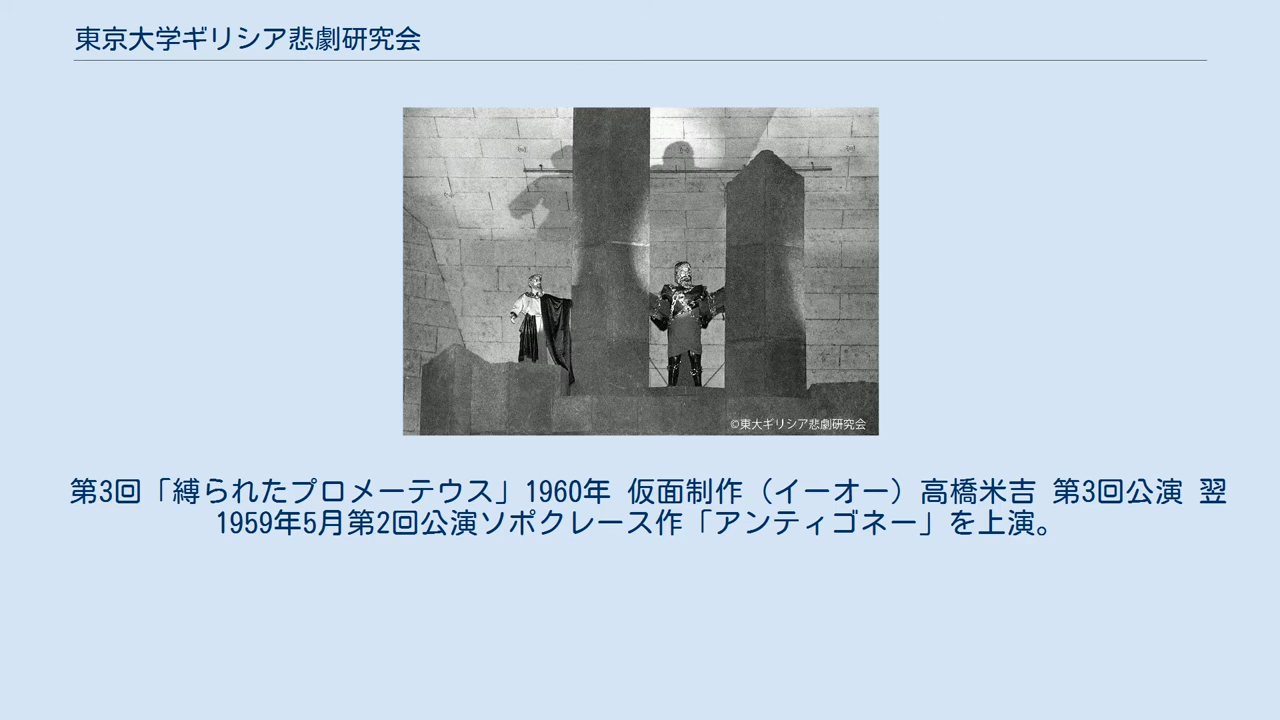 東京大学ギリシア悲劇研究会
©東大ギリシア悲劇研究会
第3回「縛られたプロメーテウス」1960年 仮面制作（イーオー）高橋米吉 第3回公演 翌
1959年5月第2回公演ソポクレース作「アンティゴネー」を上演。